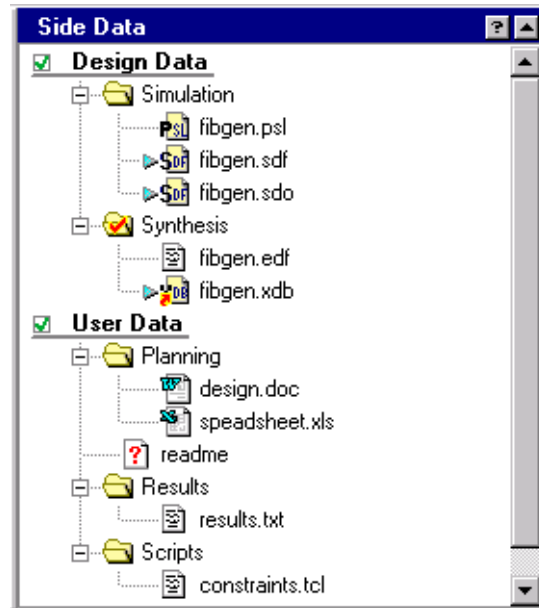 Side Data
Design Data
Simulation
fibgen.psl
fibgen.sdf
fibgen.sdo
Synthesis
fibgen.edf
fibgen.xdb
User Data
Planning
design.doc
speadsheet.xls
readme
Results
results.txt
Scripts
constraints.tcl